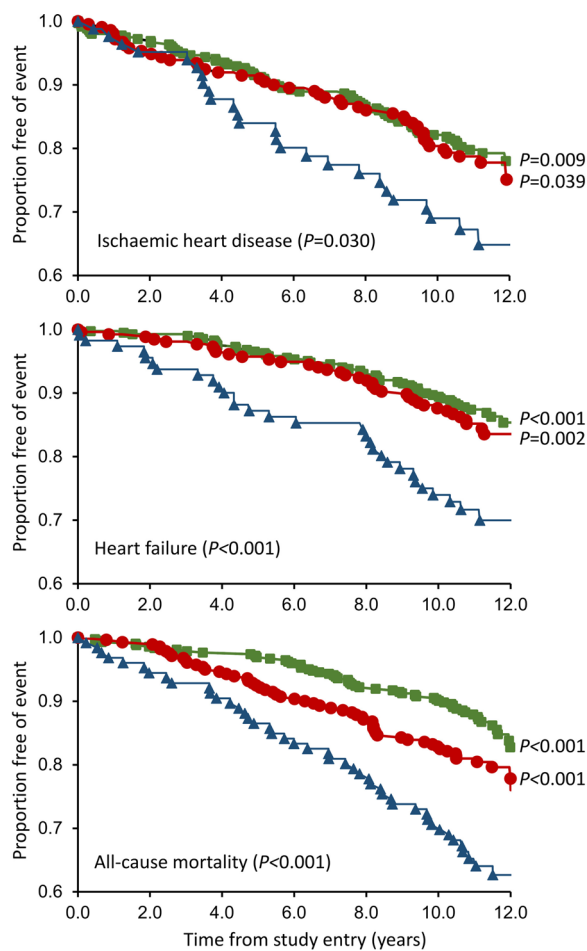 Proportion free of event
1.0
0.9
0.8
0.7
0.6
P=0.009
P=0.039
Ischaemic heart disease (P=0.030)
0.0 2.0 4.0 6.0 8.0 10.0 12.0
Proportion free of event
1.0
0.9
0.8
0.7
0.6
P<0.001
P=0.002
Heart failure (P<0.001)
0.0 2.0 4.0 6.0 8.0 10.0 12.0
Proportion free of event
1.0
0.9
0.8
0.7
0.6
P<0.001
P<0.001
All-cause mortality (P<0.001)
0.0 2.0 4.0 6.0 8.0 10.0 12.0
Time from study entry (years)